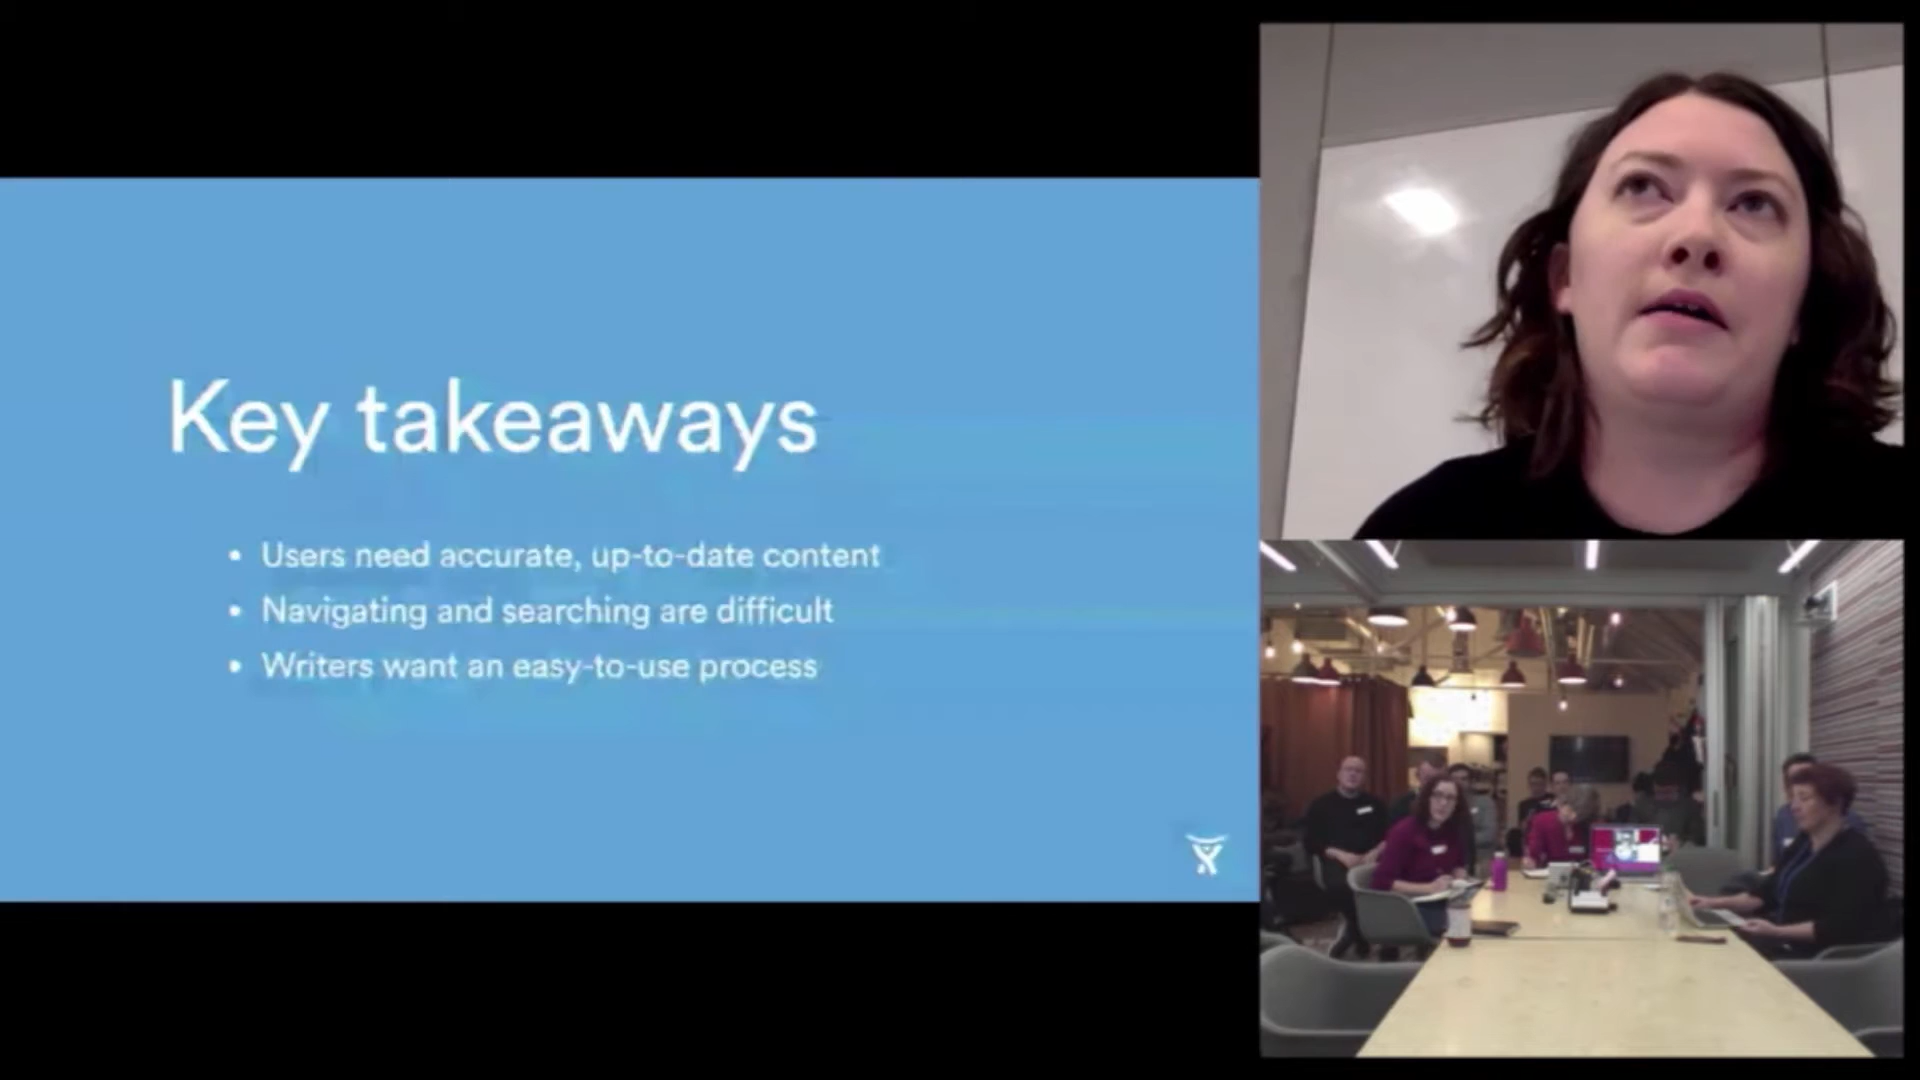 Key takeaways
• Users need accurate, up-to-date content
• Navigating and searching are difficult
• Writers want an easy-to-use process